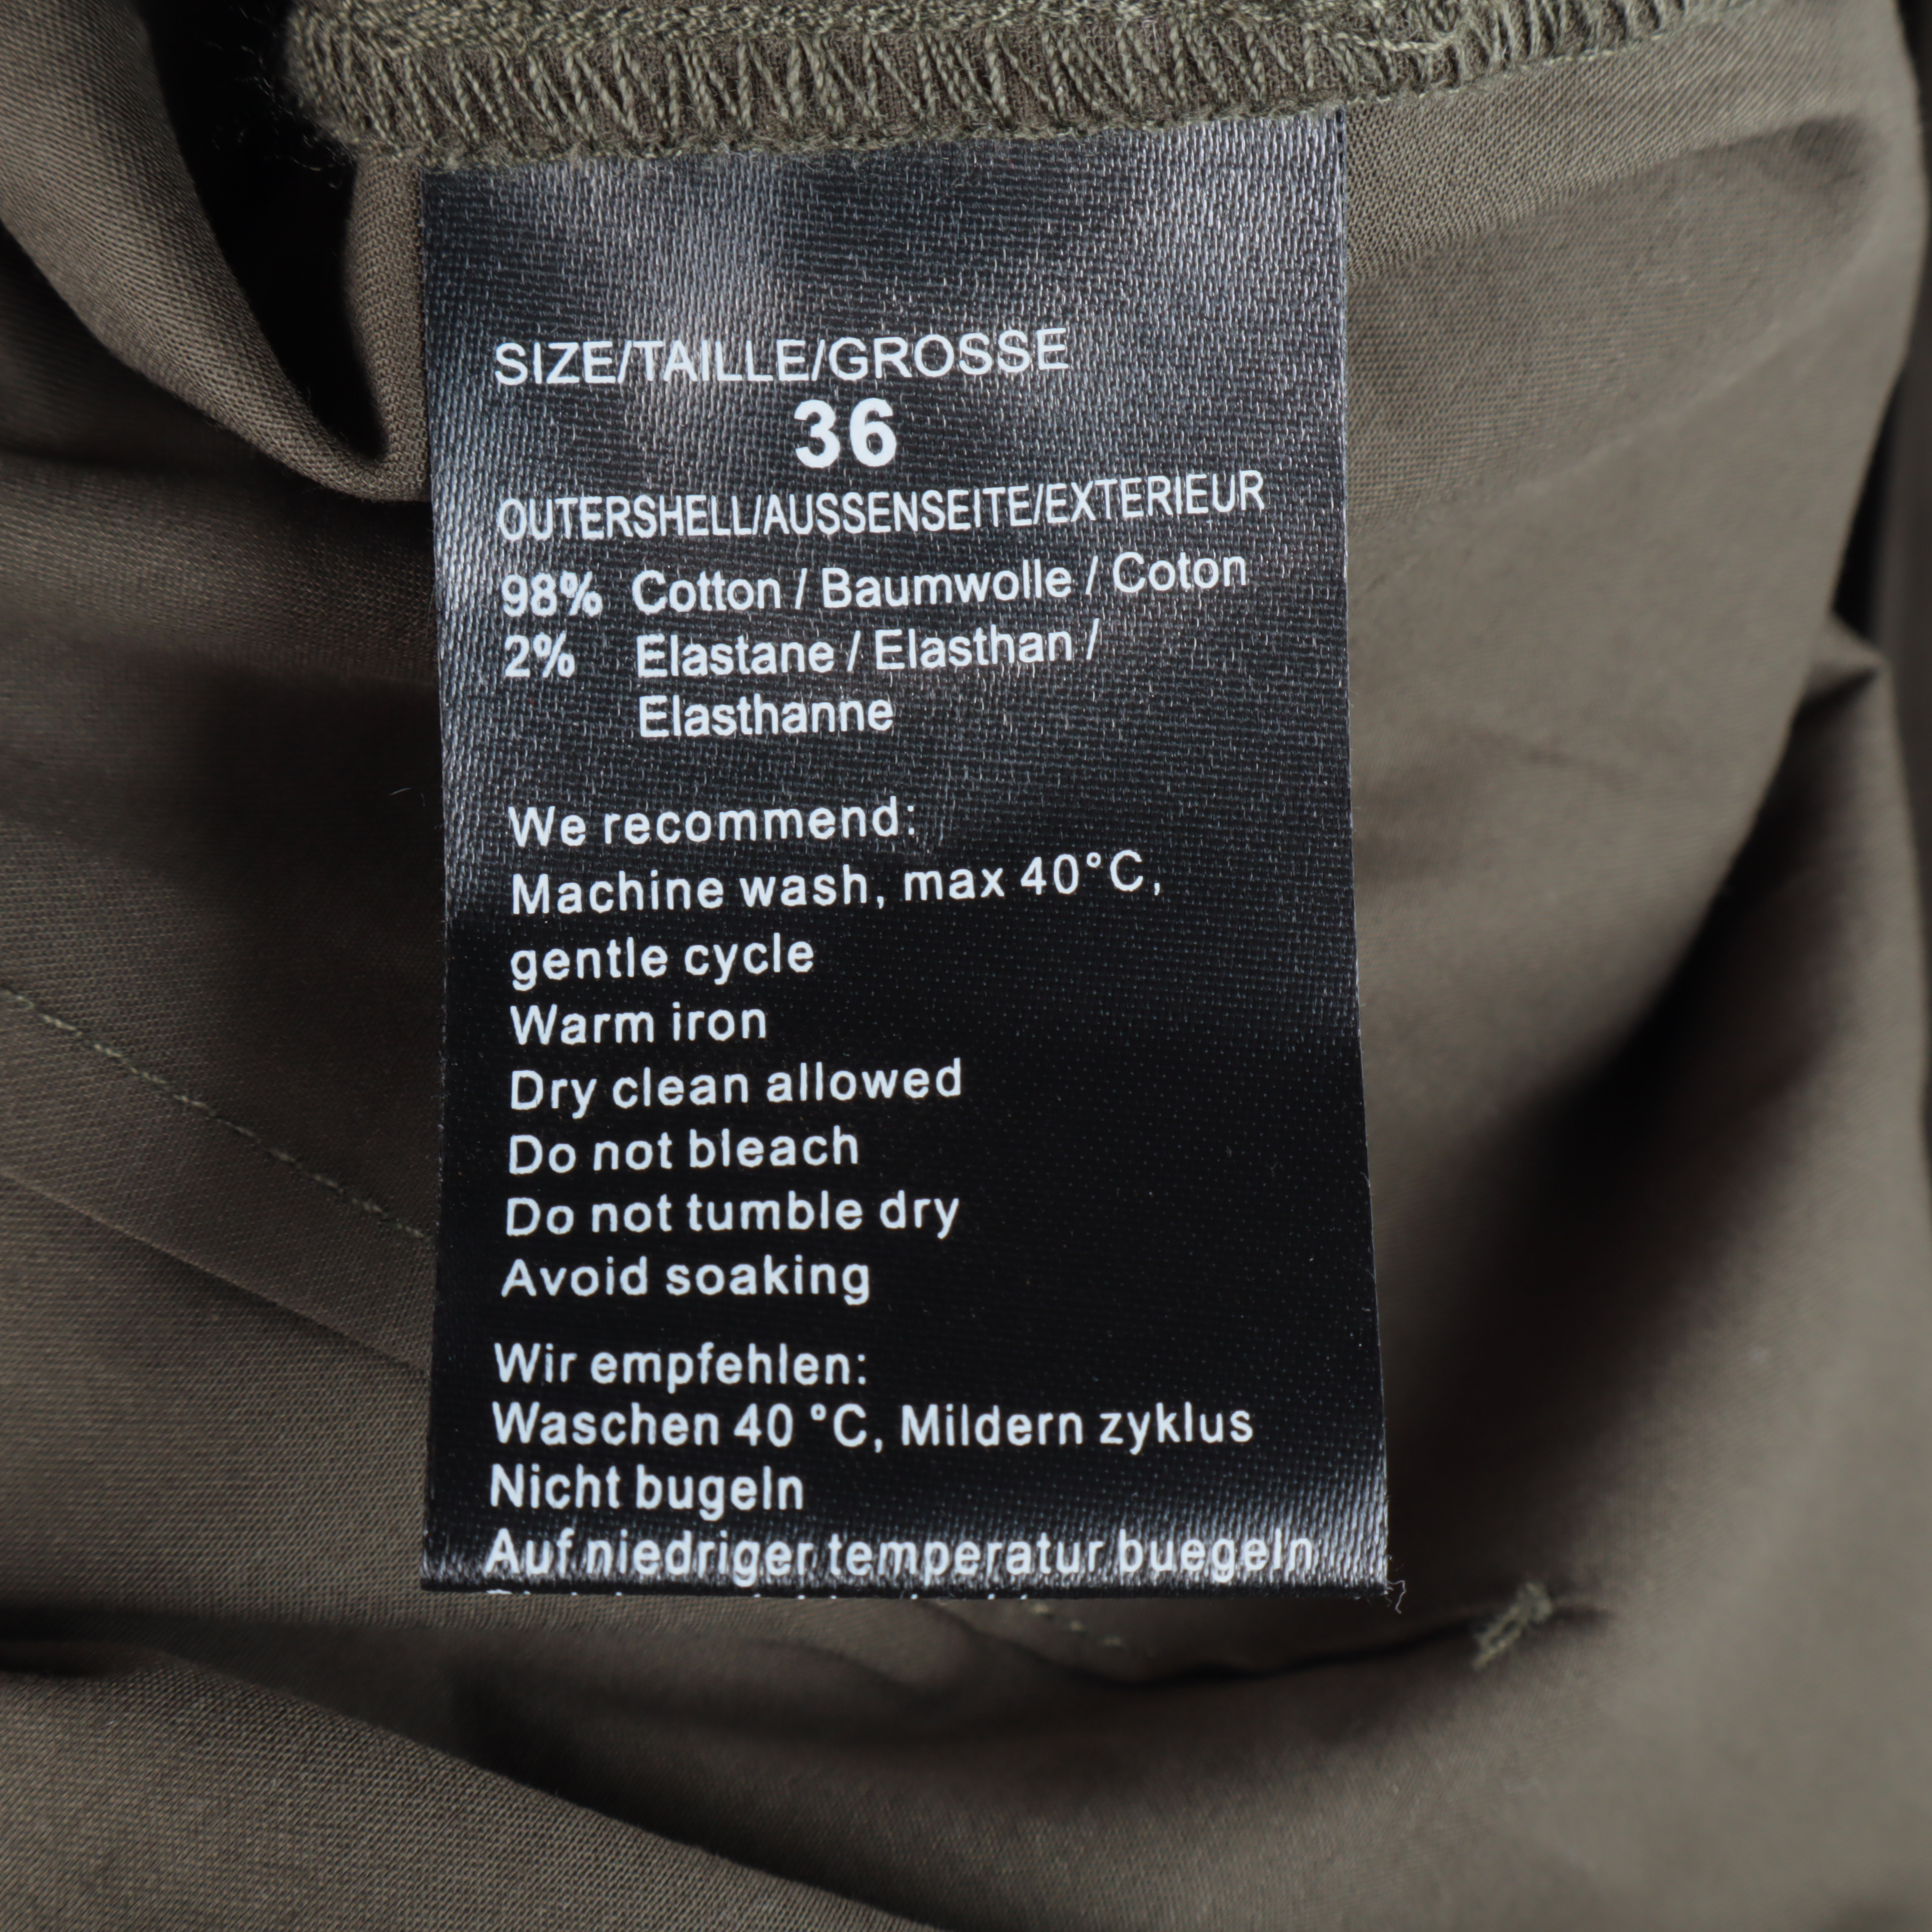 SIZE/TAILLE/GROSSE
36
OUTERSHELL/AUSSENSEITE/EXTERIEUR
98% Cotton / Baumwolle / Coton
2% Elastane / Elasthan /
Elasthanne
We recommend:
Machine wash, max 40°C,
gentle cycle
Warm iron
Dry clean allowed
Do not bleach
Do not tumble dry
Avoid soaking
Wir empfehlen:
Waschen 40 °C, Mildern zyklus
Nicht bugeln
Auf niedriger temperatur buegeln